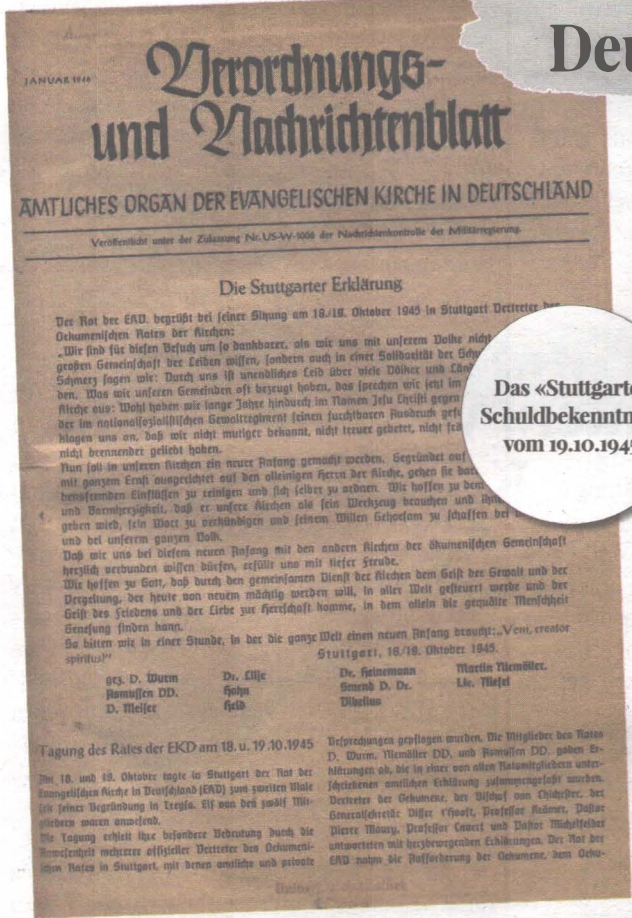 Deu
JANUAR 1946
Verordnungs-
und Nachrichtenblatt
AMTLICHES ORGAN DER EVANGELISCHEN KIRCHE IN DEUTSCHLAND
Veröffentlicht unter der Zulassung Nr. US-W-1006 der Nachrichtenkontrolle der Militärregierung.
Die Stuttgarter Erklärung
Der Rat der EKD. begrüßt bei seiner Sitzung am 18./19. Oktober 1945 in Stuttgart Vertreter des
Oekumenischen Rates der Kirchen:
„Wir sind für diesen Besuch um so dankbarer, als wir uns mit unserem Volke nicht
großen Gemeinschaft der Leiden wissen, sondern auch in einer Solidarität der Schu
Schmerz sagen wir: Durch uns ist unendliches Leid über viele Völker und Länd
den. Was wir unseren Gemeinden oft bezeugt haben, das sprechen wir jetzt im
Kirche aus: Wohl haben wir lange Jahre hindurch im Namen Jesu Christi gegen
der im nationalsozialistischen Gewaltregiment seinen furchtbaren Ausdruck gefu
klagen uns an, daß wir nicht mutiger bekannt, nicht treuer gebetet, nicht frö
nicht brennender geliebt haben.
Nun soll in unseren Kirchen ein neuer Anfang gemacht werden. Gegründet auf
mit ganzem Ernst ausgerichtet auf den alleinigen Herrn der Kirche, gehen sie dar
bensfremden Einflüssen zu reinigen und sich selber zu ordnen. Wir hoffen zu dem
und Barmherzigkeit, daß er unsere Kirchen als sein Werkzeug brauchen und ihne
geben wird, sein Wort zu verkündigen und seinem Willen Gehorsam zu schaffen bei
und bei unserem ganzen Volk.
Daß wir uns bei diesem neuen Anfang mit den andern Kirchen der ökumenischen Gemeinschaft
herzlich verbunden wissen dürfen, erfüllt uns mit tiefer Freude.
Wir hoffen zu Gott, daß durch den gemeinsamen Dienst der Kirchen dem Geist der Gewalt und der
Vergeltung, der heute von neuem mächtig werden will, in aller Welt gesteuert werde und der
Geist des Friedens und der Liebe zur Herrschaft komme, in dem allein die gequälte Menschheit
Genesung finden kann.
So bitten wir in einer Stunde, in der die ganze Welt einen neuen Anfang braucht: „Veni, creator
spiritus!"
Stuttgart, 18./19. Oktober 1945.
gez. D. Wurm Dr. Lilje Dr. Heinemann Martin Niemöller.
Asmussen DD. Hahn Smend D. Dr. Lic. Niesel
D. Meiser Held Dibelius
Das «Stuttgarte
Schuldbekenntn
vom 19.10.1945
Tagung des Rates der EKD am 18. u. 19.10.1945
Am 18. und 19. Oktober tagte in Stuttgart der Rat der
Evangelischen Kirche in Deutschland (EKD) zum zweiten Male
seit seiner Begründung in Treysa. Elf von den zwölf Mit-
gliedern waren anwesend.
Die Tagung erhielt ihre besondere Bedeutung durch die
Anwesenheit mehrerer offizieller Vertreter des Oekumeni-
schen Rates in Stuttgart, mit denen amtliche und private
Besprechungen gepflogen wurden. Die Mitglieder des Rates
D. Wurm, Niemöller DD. und Asmussen DD. gaben Er-
klärungen ab, die in einer von allen Ratsmitgliedern unter-
schriebenen amtlichen Erklärung zusammengefaßt wurden.
Vertreter der Oekumene, der Bischof von Chichester, der
Generalsekretär Visser t'Hooft, Professor Krämer, Pastor
Pierre Maury, Professor Cavert und Pastor Michelfelder
antworteten mit herzbewegenden Erklärungen. Der Rat der
EKD nahm die Aufforderung der Oekumene, dem Oeku-